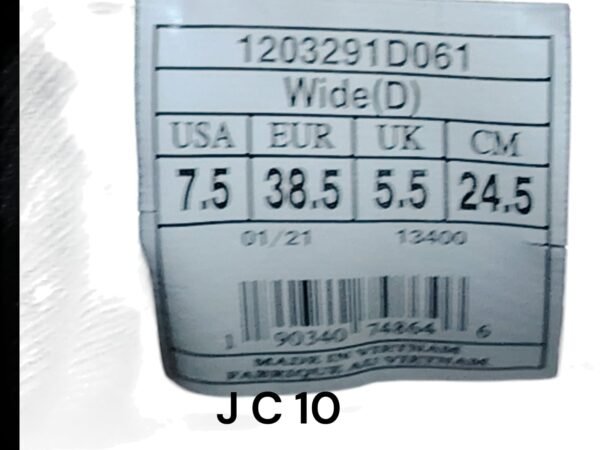 1203291D061
Wide(D)
USA EUR UK CM
7.5 38.5 5.5 24.5
01/21 13400
1 90340 74864 6
MADE IN VIETNAM
FABRIQUE AU VIETNAM
J C 10